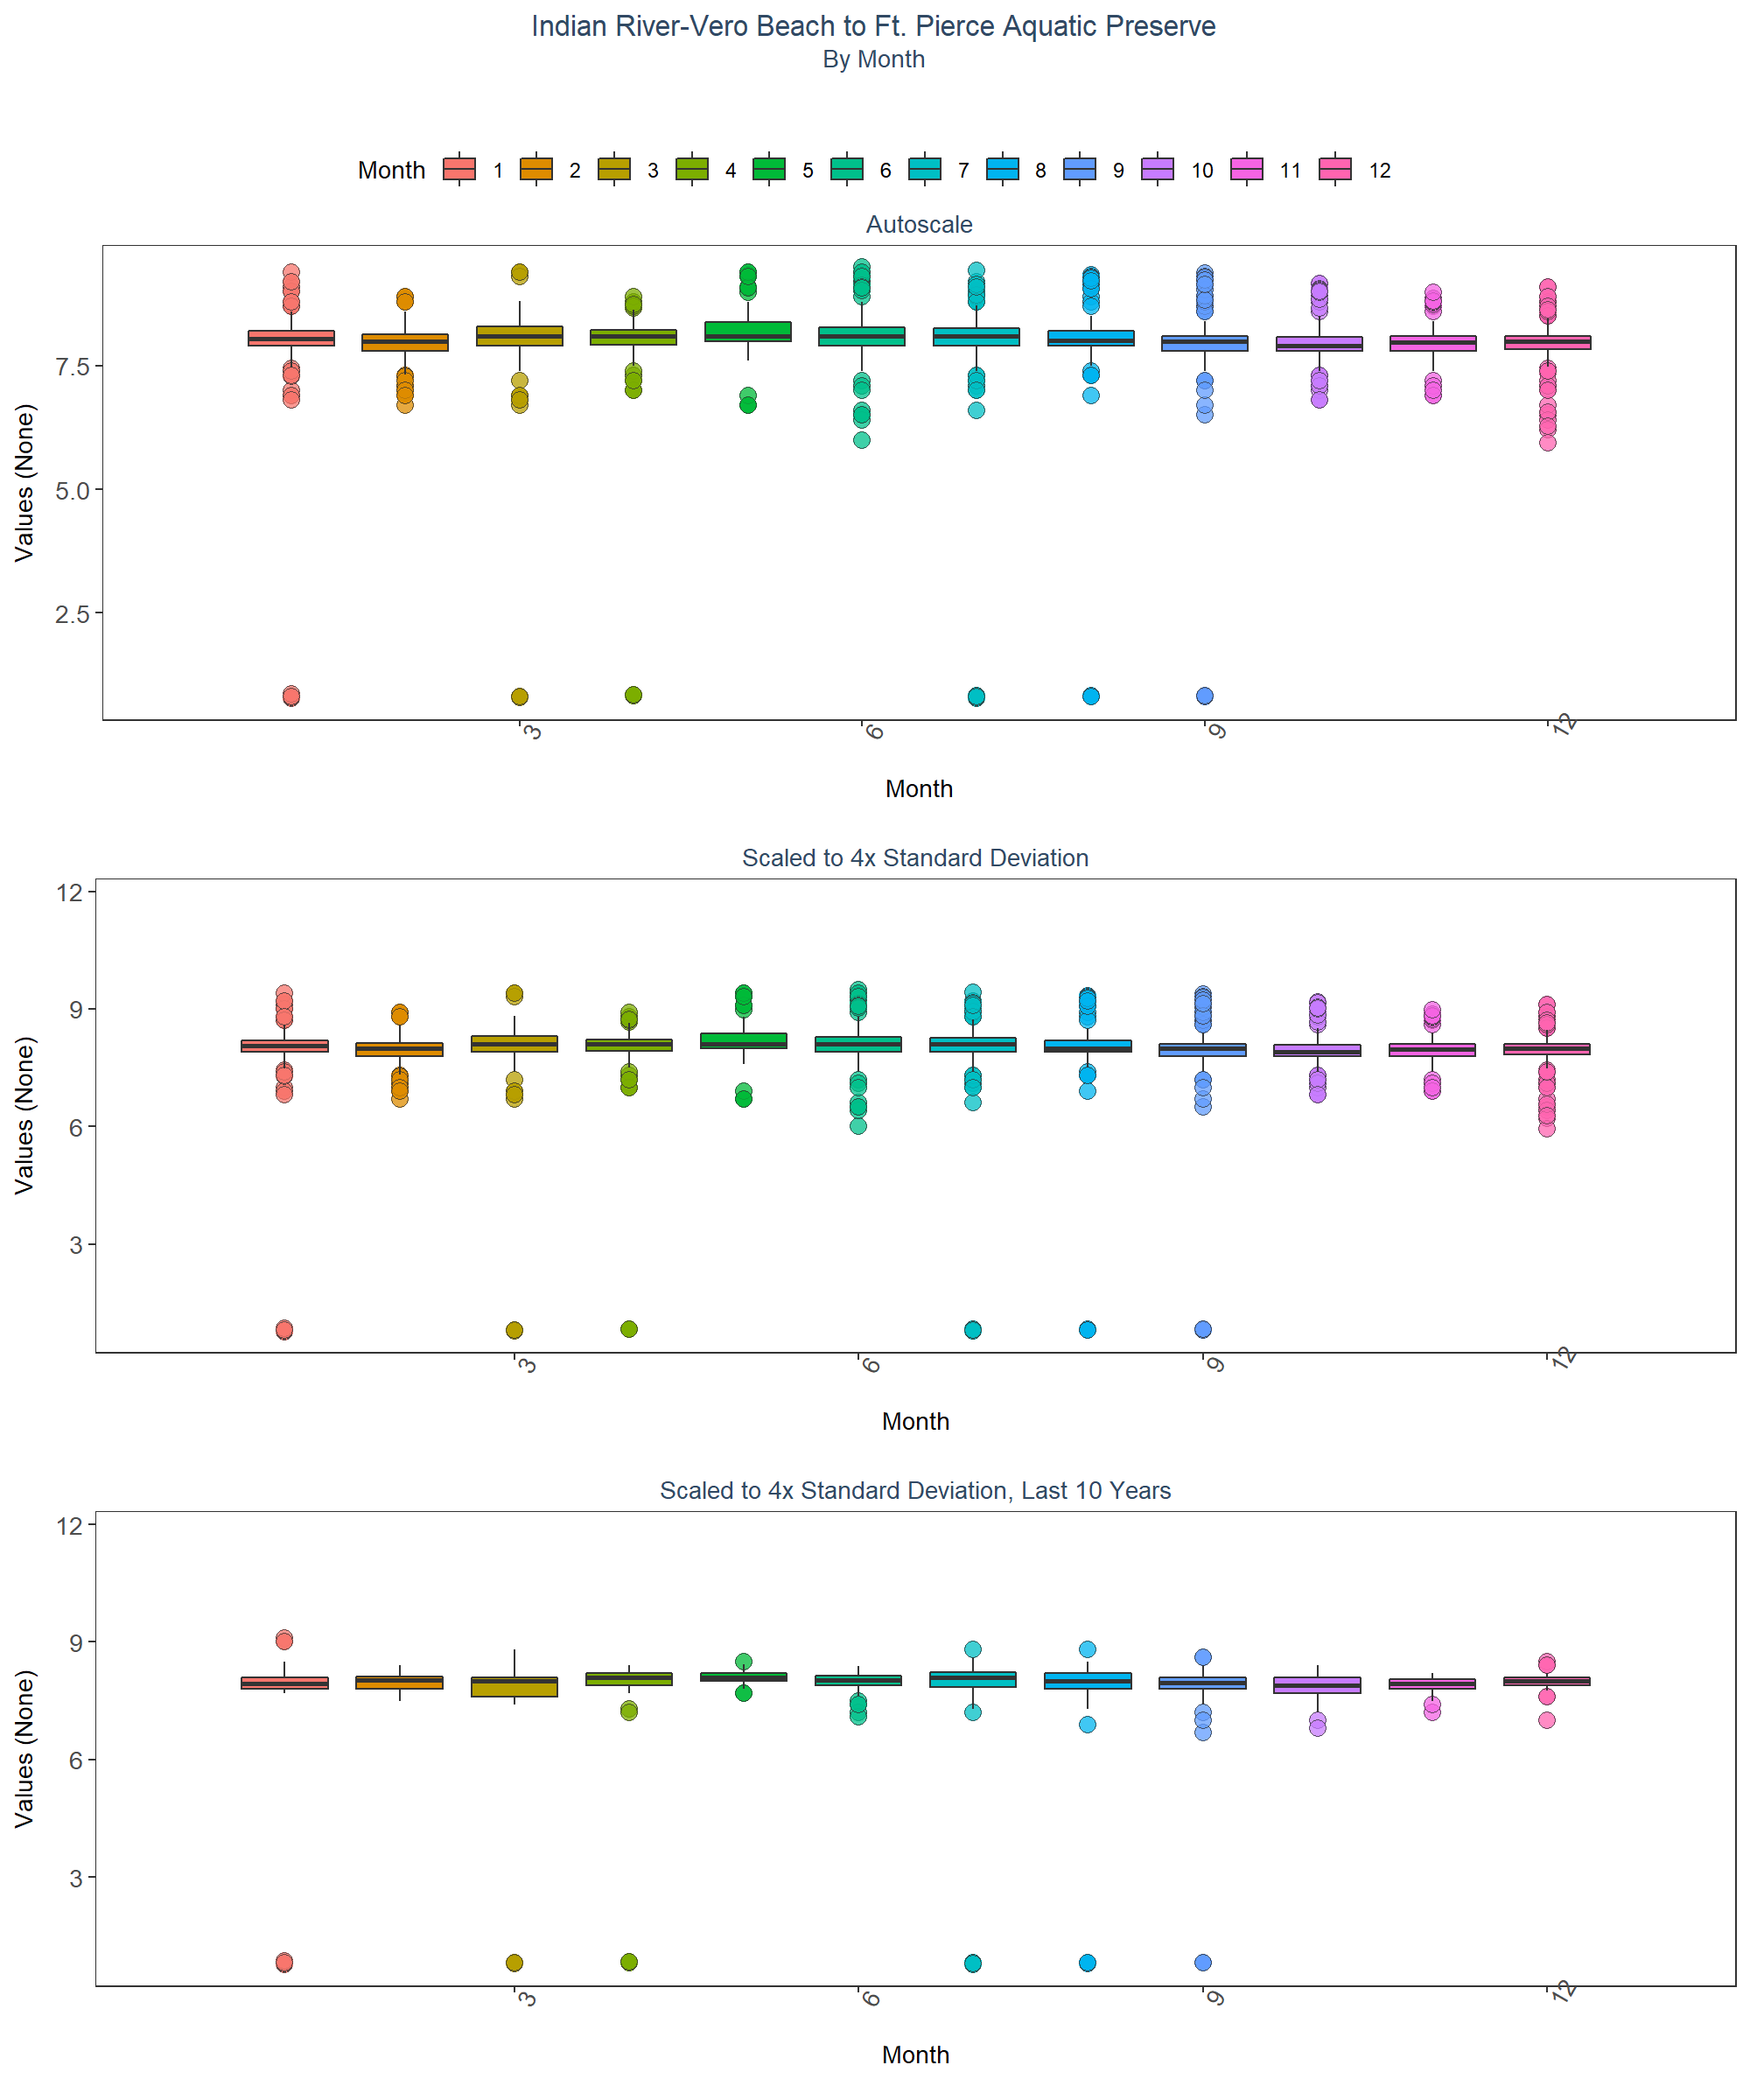 Indian River-Vero Beach to Ft. Pierce Aquatic Preserve
By Month
Month 1 2 3 4 5 6 7 8 9 10 11 12
Autoscale
Values (None)
7.5
5.0
2.5
3 6 9 12
Month
Scaled to 4x Standard Deviation
Values (None)
12
9
6
3
3 6 9 12
Month
Scaled to 4x Standard Deviation, Last 10 Years
Values (None)
12
9
6
3
3 6 9 12
Month